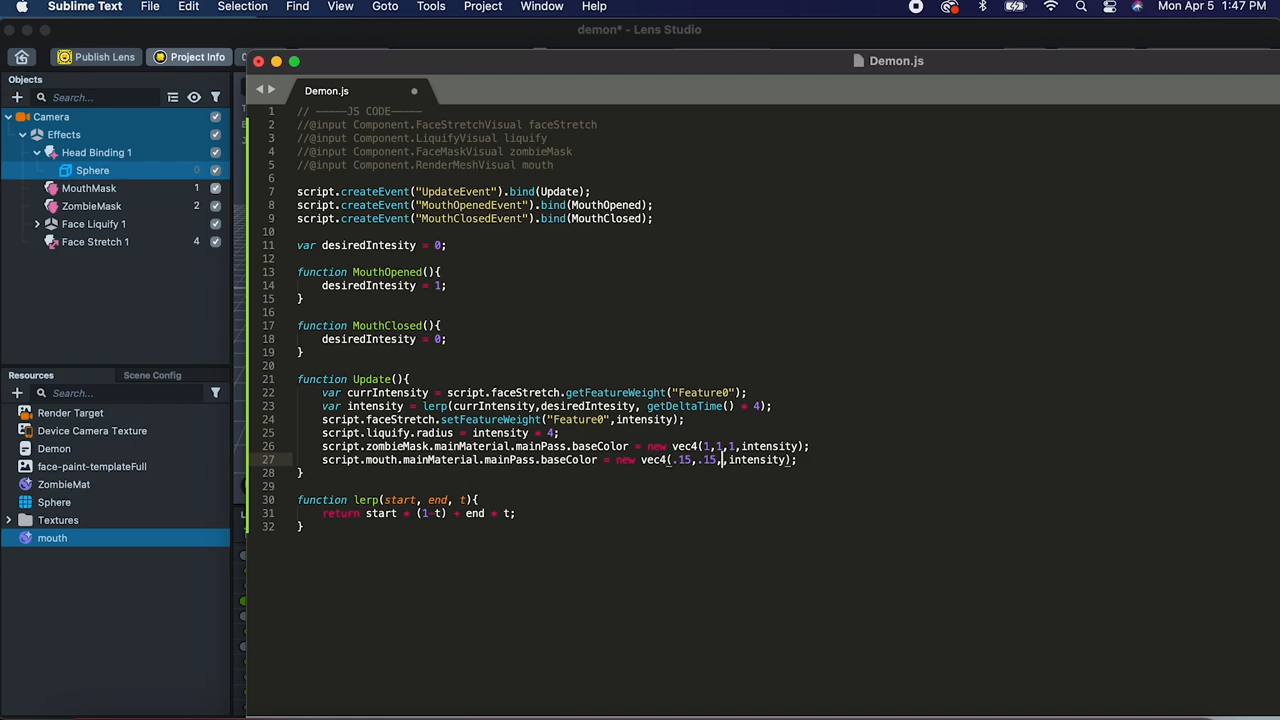 Sublime Text File Edit Selection Find View Goto Tools Project Window Help Mon Apr 5 1:47 PM
demon* - Lens Studio
Publish Lens Project Info
Demon.js
Objects
Search...
Demon.js
Camera
Effects
Head Binding 1
Sphere 0
MouthMask 1
ZombieMask 2
Face Liquify 1
Face Stretch 1 4
Resources Scene Config
Search...
Render Target
Device Camera Texture
Demon
face-paint-templateFull
ZombieMat
Sphere
Textures
mouth
1 // —————JS CODE—————
2 //@input Component.FaceStretchVisual faceStretch
3 //@input Component.LiquifyVisual liquify
4 //@input Component.FaceMaskVisual zombieMask
5 //@input Component.RenderMeshVisual mouth
6
7 script.createEvent("UpdateEvent").bind(Update);
8 script.createEvent("MouthOpenedEvent").bind(MouthOpened);
9 script.createEvent("MouthClosedEvent").bind(MouthClosed);
10
11 var desiredIntesity = 0;
12
13 function MouthOpened(){
14 desiredIntesity = 1;
15 }
16
17 function MouthClosed(){
18 desiredIntesity = 0;
19 }
20
21 function Update(){
22 var currIntensity = script.faceStretch.getFeatureWeight("Feature0");
23 var intensity = lerp(currIntensity,desiredIntesity, getDeltaTime() * 4);
24 script.faceStretch.setFeatureWeight("Feature0",intensity);
25 script.liquify.radius = intensity * 4;
26 script.zombieMask.mainMaterial.mainPass.baseColor = new vec4(1,1,1,intensity);
27 script.mouth.mainMaterial.mainPass.baseColor = new vec4(.15,.15,,intensity);
28 }
29
30 function lerp(start, end, t){
31 return start * (1-t) + end * t;
32 }